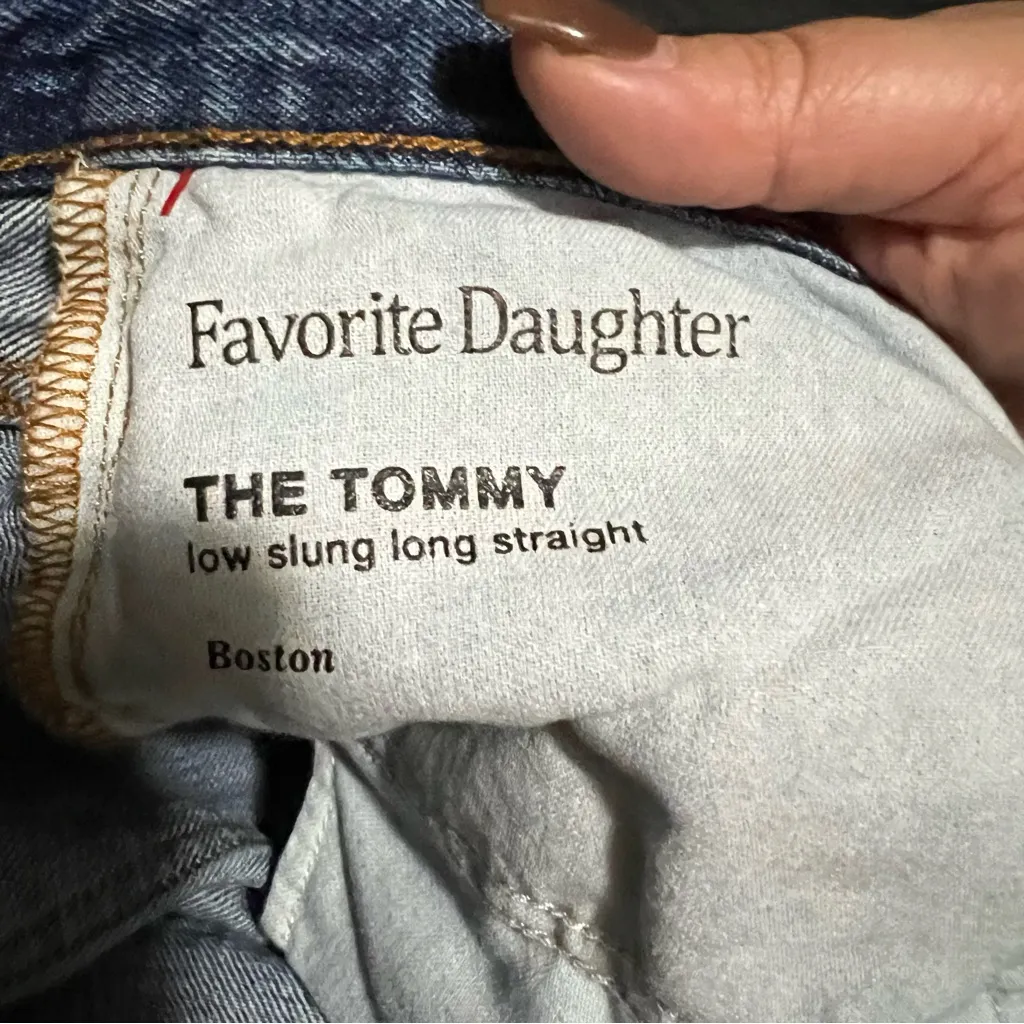 Favorite Daughter
THE TOMMY
low slung long straight
Boston